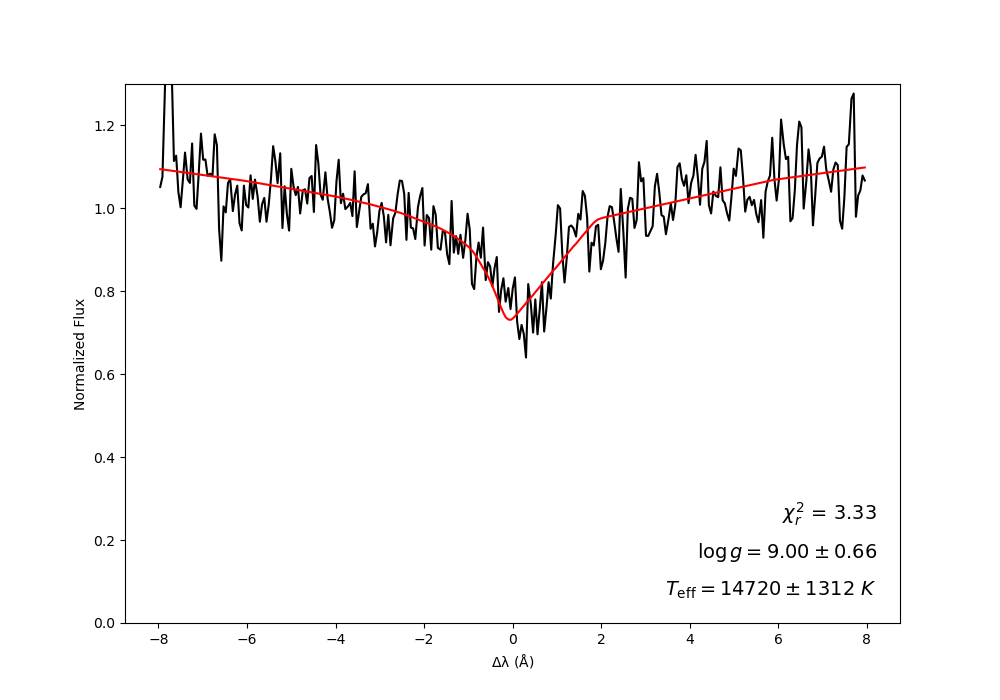 1.2
1.0
0.8
0.6
0.4
0.2
0.0
Normalized Flux
χ²ᵣ = 3.33
log g = 9.00 ± 0.66
T_eff = 14720 ± 1312 K
−8 −6 −4 −2 0 2 4 6 8
Δλ (Å)